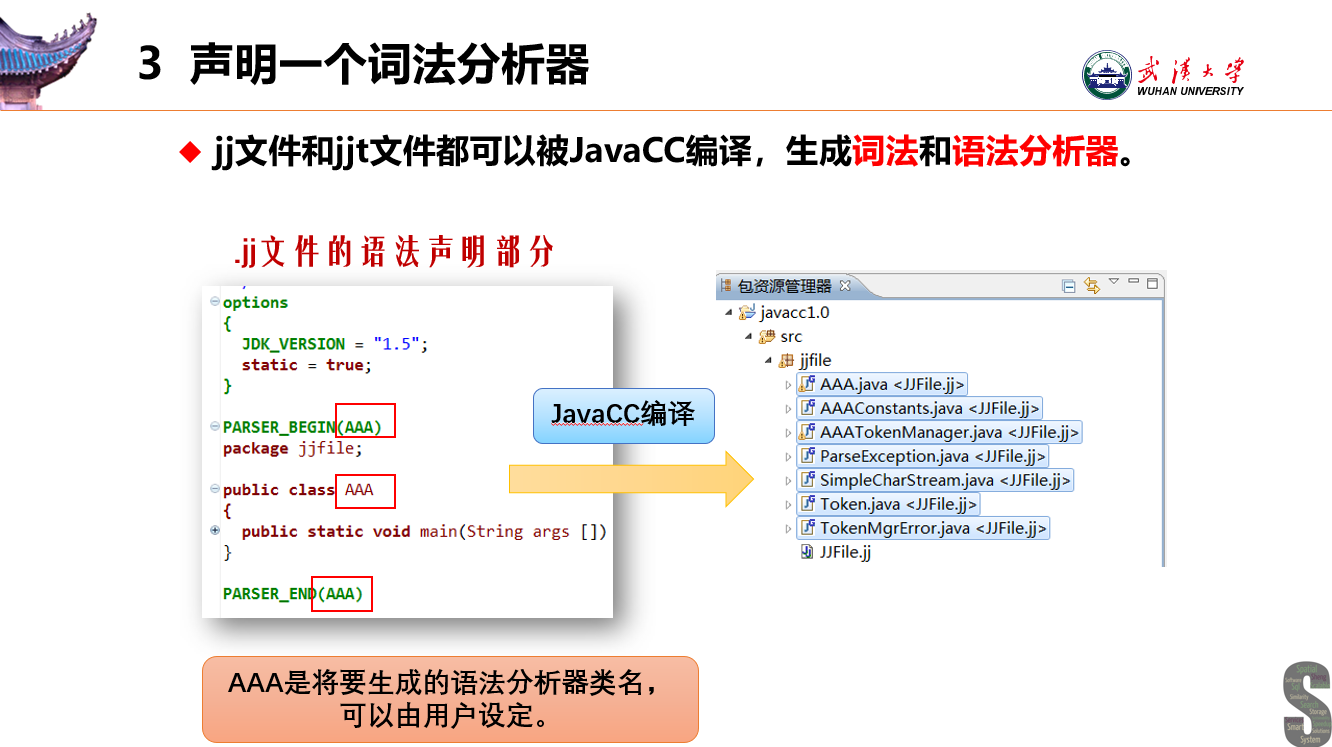 3 声明一个词法分析器
武汉大学
WUHAN UNIVERSITY
jj文件和jjt文件都可以被JavaCC编译，生成词法和语法分析器。
.jj文件的语法声明部分
options
{
JDK_VERSION = "1.5";
static = true;
}
PARSER_BEGIN(AAA)
package jjfile;
public class AAA
{
public static void main(String args [])
}
PARSER_END(AAA)
JavaCC编译
包资源管理器
javacc1.0
src
jjfile
AAA.java <JJFile.jj>
AAAConstants.java <JJFile.jj>
AAATokenManager.java <JJFile.jj>
ParseException.java <JJFile.jj>
SimpleCharStream.java <JJFile.jj>
Token.java <JJFile.jj>
TokenMgrError.java <JJFile.jj>
JJFile.jj
AAA是将要生成的语法分析器类名，
可以由用户设定。
Spatial
Storage
Smart
System